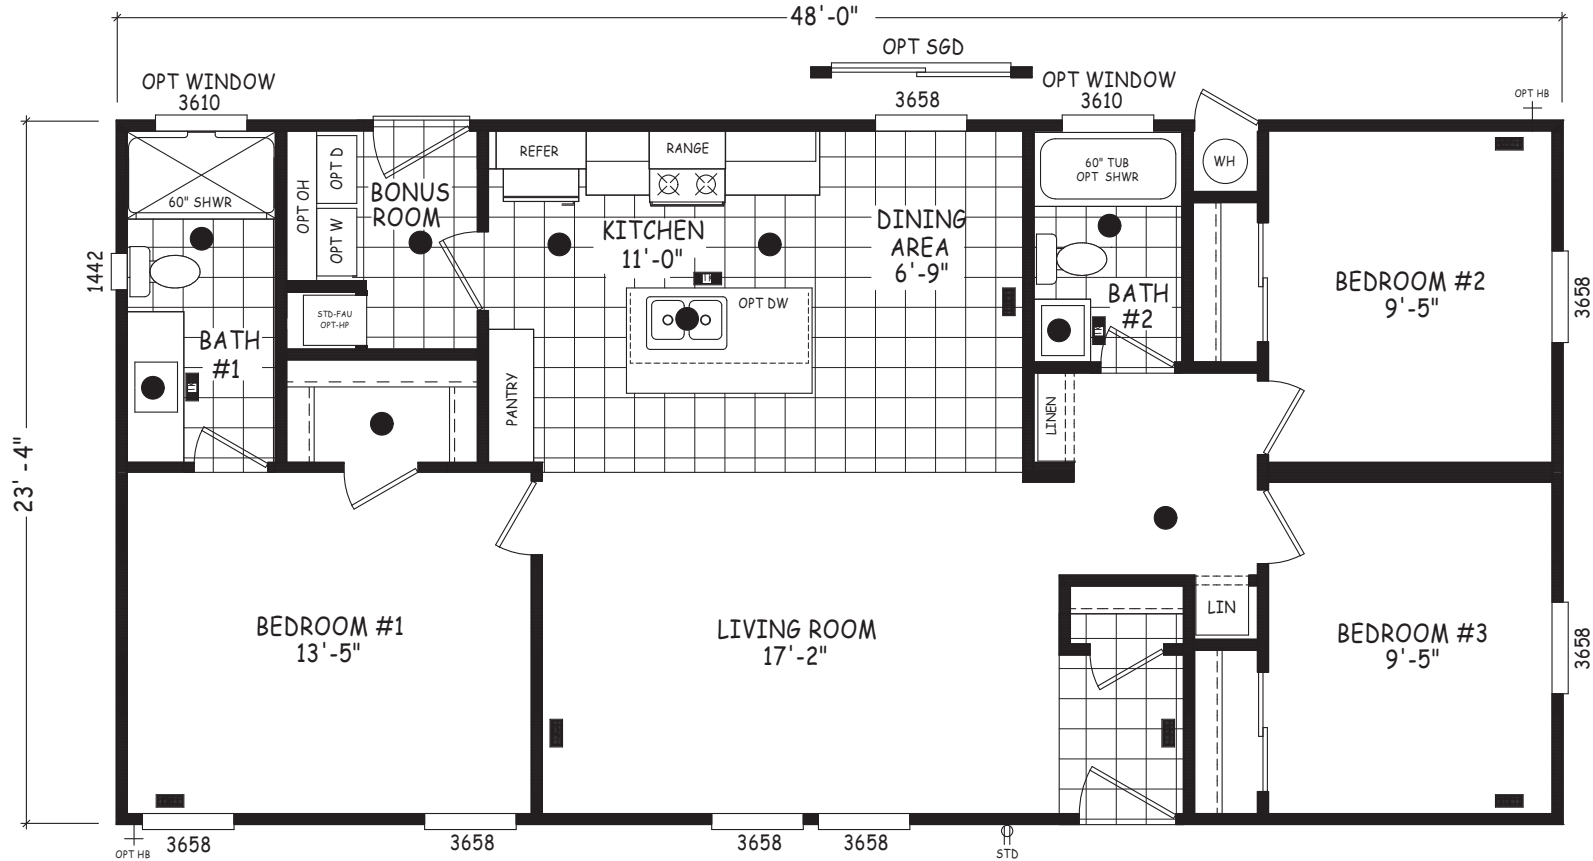 48'-0"
OPT SGD
OPT WINDOW
3610
3658
OPT WINDOW
3610
OPT HB
REFER
RANGE
WH
60" TUB
OPT SHWR
OPT D
OPT OH
BONUS
ROOM
60" SHWR
OPT W
KITCHEN
11'-0"
DINING
AREA
6'-9"
1442
BEDROOM #2
9'-5"
3658
BATH
#2
OPT DW
STD-FAU
OPT-HP
BATH
#1
PANTRY
LINEN
23'-4"
LIN
BEDROOM #1
13'-5"
LIVING ROOM
17'-2"
BEDROOM #3
9'-5"
3658
OPT HB
3658
3658
3658
3658
STD